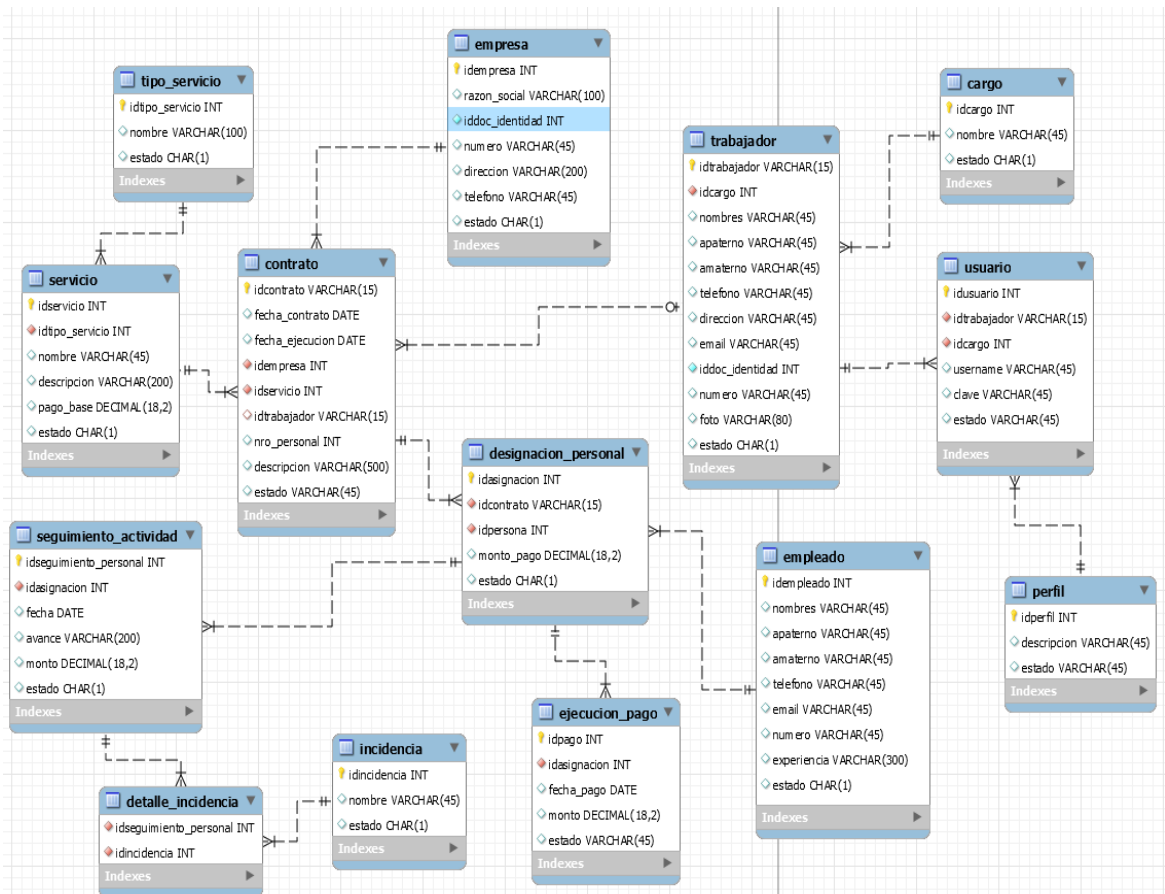 tipo_servicio
idtipo_servicio INT
nombre VARCHAR(100)
estado CHAR(1)
Indexes
empresa
idempresa INT
razon_social VARCHAR(100)
iddoc_identidad INT
numero VARCHAR(45)
direccion VARCHAR(200)
telefono VARCHAR(45)
estado CHAR(1)
Indexes
trabajador
idtrabajador VARCHAR(15)
idcargo INT
nombres VARCHAR(45)
apaterno VARCHAR(45)
amaterno VARCHAR(45)
telefono VARCHAR(45)
direccion VARCHAR(45)
email VARCHAR(45)
iddoc_identidad INT
numero VARCHAR(45)
foto VARCHAR(80)
estado CHAR(1)
Indexes
cargo
idcargo INT
nombre VARCHAR(45)
estado CHAR(1)
Indexes
servicio
idservicio INT
idtipo_servicio INT
nombre VARCHAR(45)
descripcion VARCHAR(200)
pago_base DECIMAL(18,2)
estado CHAR(1)
Indexes
contrato
idcontrato VARCHAR(15)
fecha_contrato DATE
fecha_ejecucion DATE
idempresa INT
idservicio INT
idtrabajador VARCHAR(15)
nro_personal INT
descripcion VARCHAR(500)
estado VARCHAR(45)
Indexes
usuario
idusuario INT
idtrabajador VARCHAR(15)
idcargo INT
username VARCHAR(45)
clave VARCHAR(45)
estado VARCHAR(45)
Indexes
designacion_personal
idasignacion INT
idcontrato VARCHAR(15)
idpersona INT
monto_pago DECIMAL(18,2)
estado CHAR(1)
Indexes
seguimiento_actividad
idseguimiento_personal INT
idasignacion INT
fecha DATE
avance VARCHAR(200)
monto DECIMAL(18,2)
estado CHAR(1)
Indexes
empleado
idempleado INT
nombres VARCHAR(45)
apaterno VARCHAR(45)
amaterno VARCHAR(45)
telefono VARCHAR(45)
email VARCHAR(45)
numero VARCHAR(45)
experiencia VARCHAR(300)
estado CHAR(1)
Indexes
perfil
idperfil INT
descripcion VARCHAR(45)
estado VARCHAR(45)
Indexes
ejecucion_pago
idpago INT
idasignacion INT
fecha_pago DATE
monto DECIMAL(18,2)
estado VARCHAR(45)
Indexes
incidencia
idincidencia INT
nombre VARCHAR(45)
estado CHAR(1)
Indexes
detalle_incidencia
idseguimiento_personal INT
idincidencia INT
Indexes